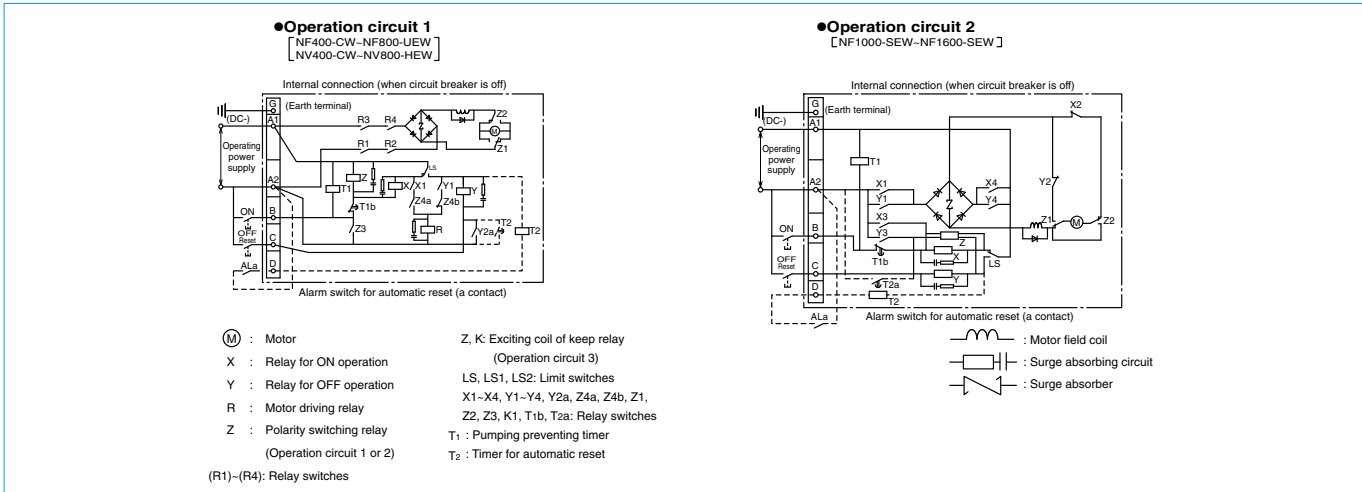 ●Operation circuit 1
[NF400-CW~NF800-UEW
NV400-CW~NV800-HEW]
Internal connection (when circuit breaker is off)
G
(Earth terminal)
(DC-)
A1
R3
R4
Z
Z2
M
Z1
R1
R2
Operating
power
supply
LS
A2
T1
Z
X
X1
Y1
Y
T1b
Z4a
Z4b
ON
B
Z3
R
Y2a
T2
T2
OFF
Reset
C
ALa
D
Alarm switch for automatic reset (a contact)
●Operation circuit 2
[NF1000-SEW~NF1600-SEW]
Internal connection (when circuit breaker is off)
G
(Earth terminal)
(DC-)
A1
X2
Operating
power
supply
T1
A2
X1
Y1
X3
Y3
Z
X4
Y4
Y2
Z1
M
Z2
ON
B
T1b
Z
X
Y
LS
OFF
Reset
C
T2a
D
T2
ALa
Alarm switch for automatic reset (a contact)
M : Motor
X : Relay for ON operation
Y : Relay for OFF operation
R : Motor driving relay
Z : Polarity switching relay
(Operation circuit 1 or 2)
(R1)~(R4): Relay switches
Z, K: Exciting coil of keep relay
(Operation circuit 3)
LS, LS1, LS2: Limit switches
X1~X4, Y1~Y4, Y2a, Z4a, Z4b, Z1,
Z2, Z3, K1, T1b, T2a: Relay switches
T1 : Pumping preventing timer
T2 : Timer for automatic reset
: Motor field coil
: Surge absorbing circuit
: Surge absorber